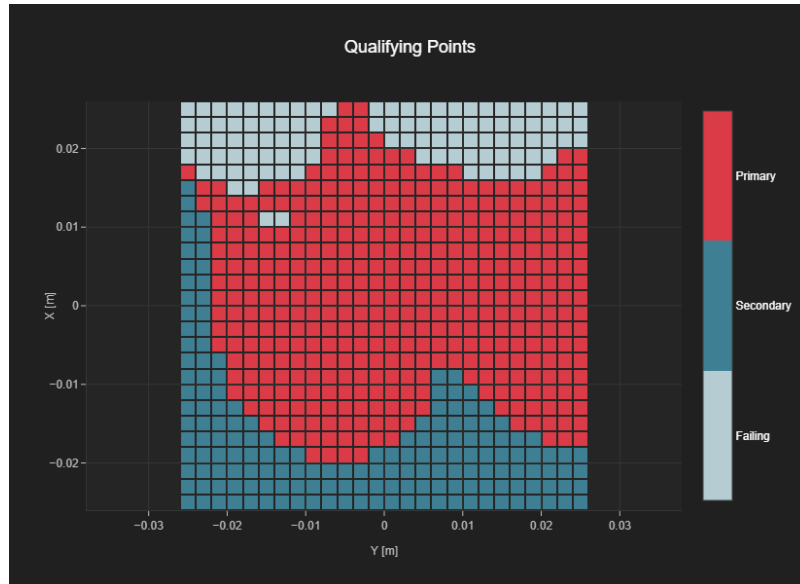 Qualifying Points
Primary
Secondary
Failing
0.02
0.01
0
−0.01
−0.02
X [m]
−0.03
−0.02
−0.01
0
0.01
0.02
0.03
Y [m]